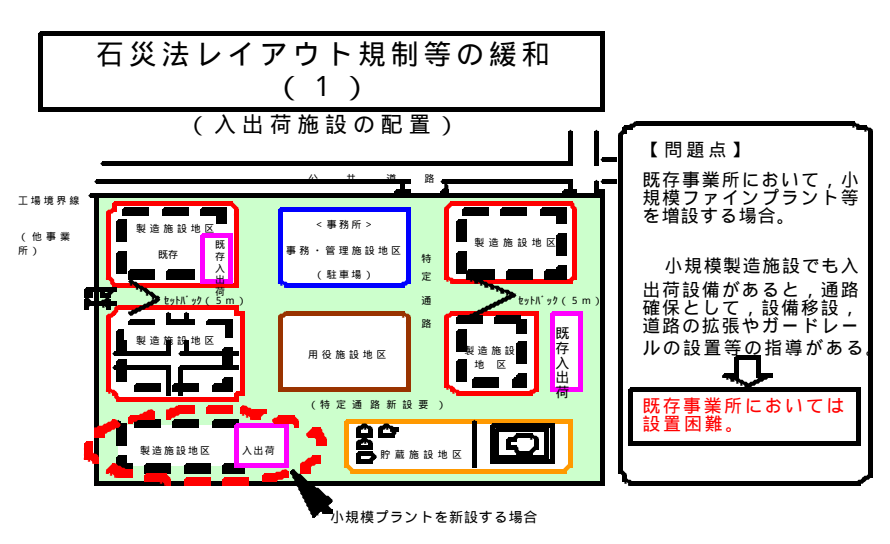 石災法レイアウト規制等の緩和
(1)
(入出荷施設の配置)
公共道路
工場境界線
(他事業
所)
製造施設地区
既存
既存入出荷
<事務所>
事務・管理施設地区
(駐車場)
特定通路
製造施設地区
ｾｯﾄﾊﾞｯｸ(5m)
ｾｯﾄﾊﾞｯｸ(5m)
製造施設地区
用役施設地区
製造施設
地区
既存入出荷
(特定通路新設要)
製造施設地区
入出荷
貯蔵施設地区
小規模プラントを新設する場合
【問題点】
既存事業所において,小
規模ファインプラント等
を増設する場合。
小規模製造施設でも入
出荷設備があると,通路
確保として,設備移設,
道路の拡張やガードレー
ルの設置等の指導がある。
既存事業所においては
設置困難。